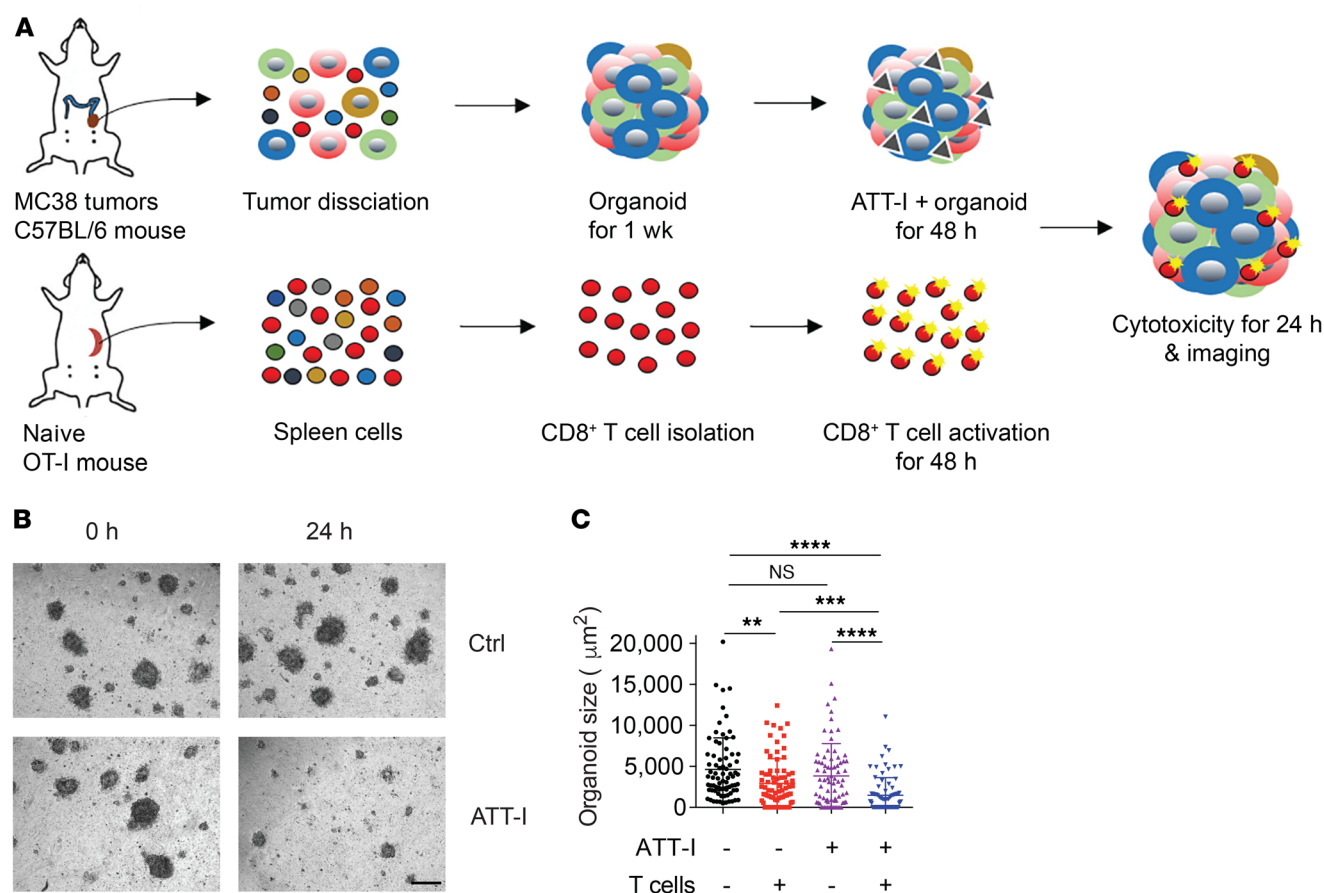 A
MC38 tumors
C57BL/6 mouse
Tumor dissciation
Organoid
for 1 wk
ATT-I + organoid
for 48 h
Cytotoxicity for 24 h
& imaging
Naive
OT-I mouse
Spleen cells
CD8⁺ T cell isolation
CD8⁺ T cell activation
for 48 h
B
0 h
24 h
Ctrl
ATT-I
C
****
NS
***
** ****
Organoid size ( μm²)
20,000
15,000
10,000
5,000
0
ATT-I - - + +
T cells - + - +